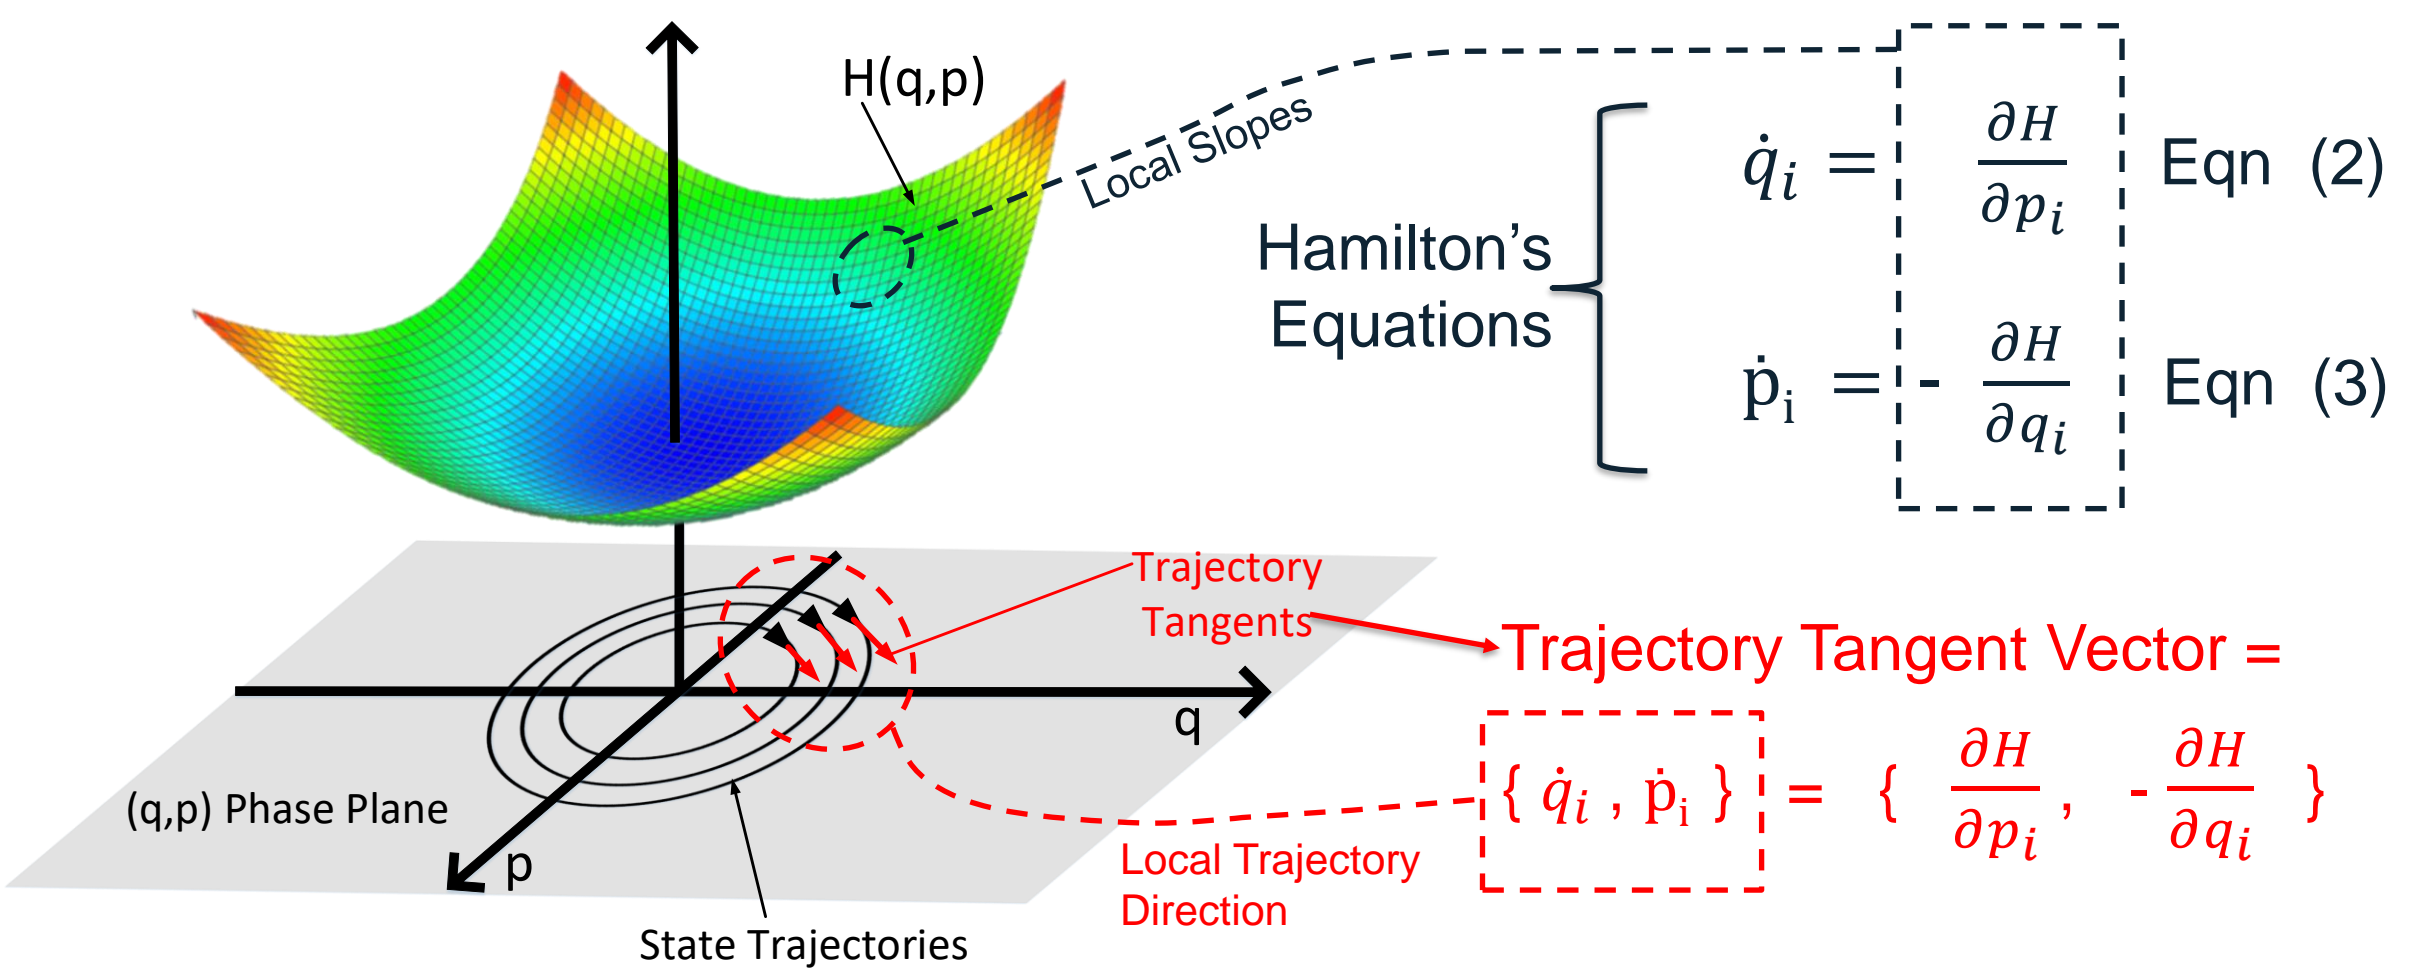 H(q,p)
Local Slopes
Hamilton's
Equations
q̇ᵢ = ∂H/∂pᵢ Eqn (2)
ṗᵢ = - ∂H/∂qᵢ Eqn (3)
Trajectory
Tangents
Trajectory Tangent Vector =
{ q̇ᵢ , ṗᵢ } = { ∂H/∂pᵢ , - ∂H/∂qᵢ }
q
(q,p) Phase Plane
p
Local Trajectory
Direction
State Trajectories